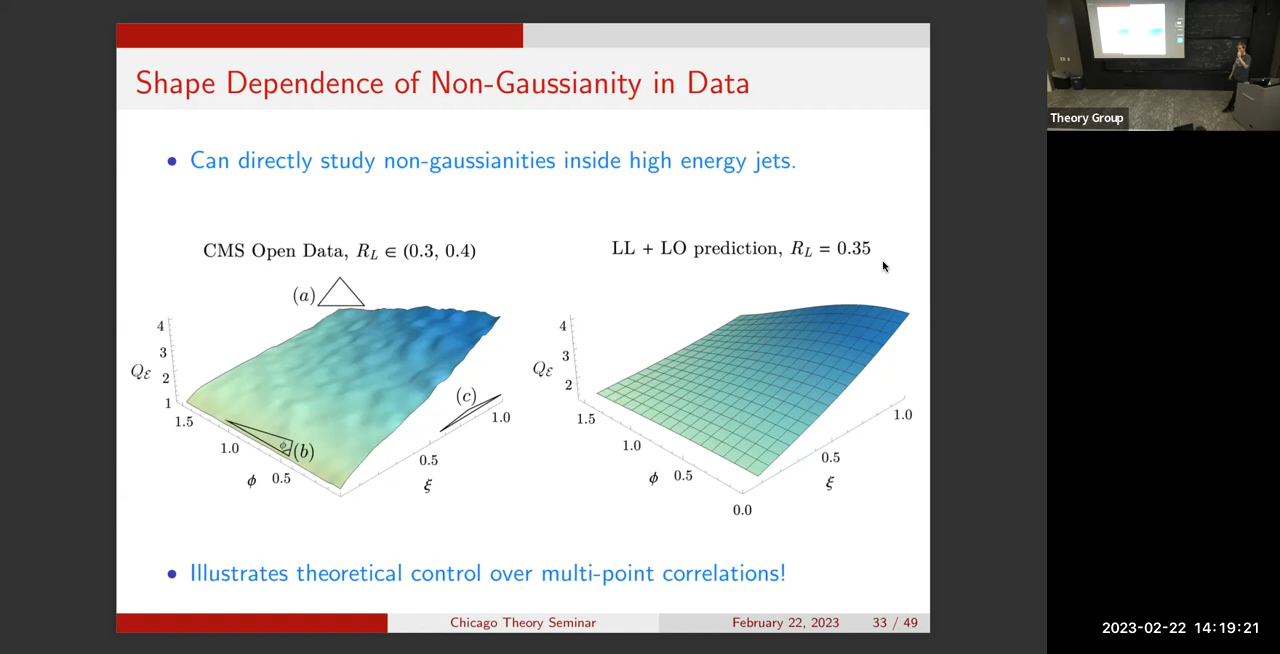 Shape Dependence of Non-Gaussianity in Data
• Can directly study non-gaussianities inside high energy jets.
CMS Open Data, R_L ∈ (0.3, 0.4)
(a)
4
3
Q_ℰ
2
1
1.5
1.0
ϕ
0.5
ϕ
(b)
(c)
1.0
0.5
ξ
LL + LO prediction, R_L = 0.35
4
3
Q_ℰ
2
1.5
1.0
ϕ
0.5
0.0
1.0
0.5
ξ
• Illustrates theoretical control over multi-point correlations!
Chicago Theory Seminar
February 22, 2023
33 / 49
Theory Group
2023-02-22 14:19:21